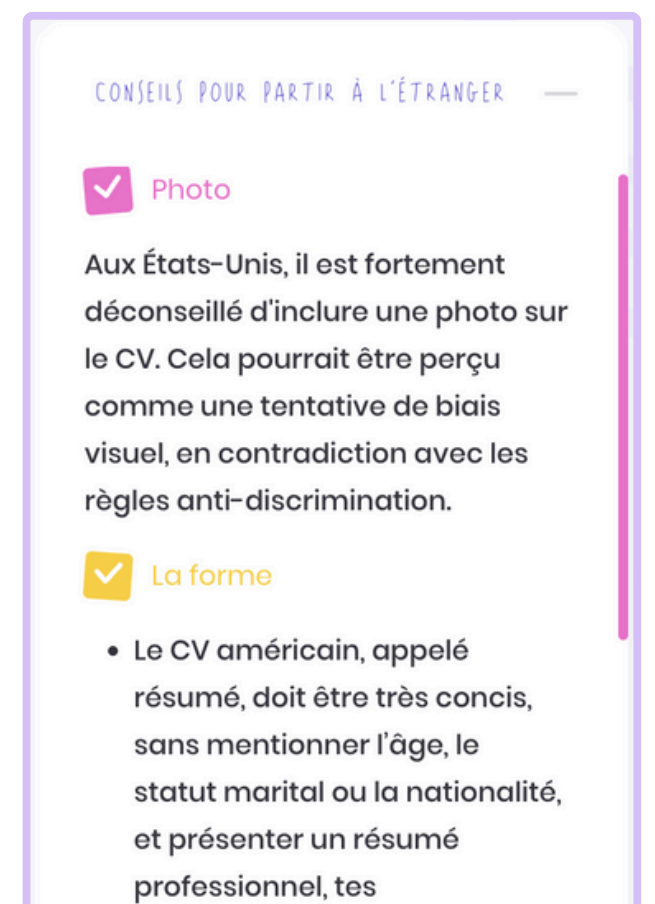 CONSEILS POUR PARTIR À L'ÉTRANGER
Photo
Aux États-Unis, il est fortement
déconseillé d'inclure une photo sur
le CV. Cela pourrait être perçu
comme une tentative de biais
visuel, en contradiction avec les
règles anti-discrimination.
La forme
• Le CV américain, appelé
résumé, doit être très concis,
sans mentionner l’âge, le
statut marital ou la nationalité,
et présenter un résumé
professionnel, tes